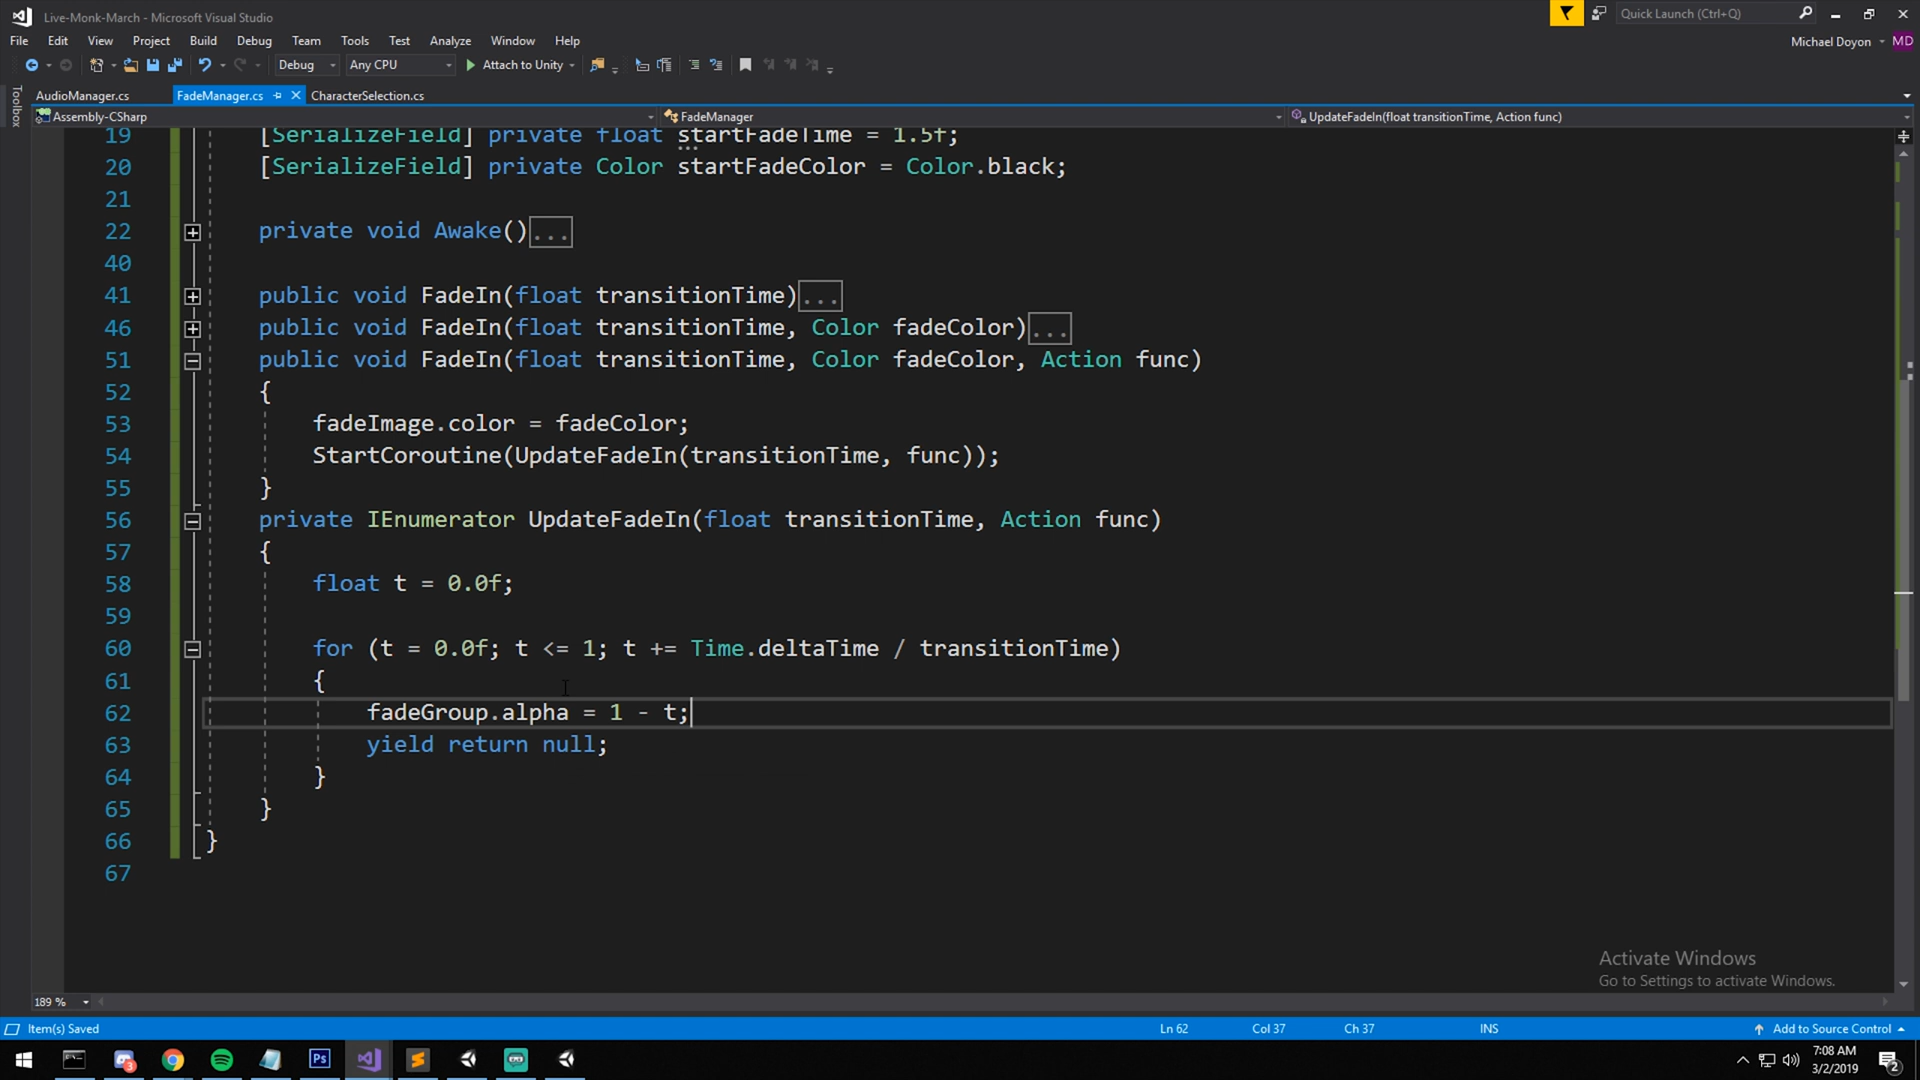 Live-Monk-March - Microsoft Visual Studio
Quick Launch (Ctrl+Q)
File Edit View Project Build Debug Team Tools Test Analyze Window Help
Michael Doyon MD
Debug Any CPU Attach to Unity
Toolbox
AudioManager.cs FadeManager.cs CharacterSelection.cs
Assembly-CSharp FadeManager UpdateFadeIn(float transitionTime, Action func)
19 [SerializeField] private float startFadeTime = 1.5f;
20 [SerializeField] private Color startFadeColor = Color.black;
21
22 private void Awake()...
40
41 public void FadeIn(float transitionTime)...
46 public void FadeIn(float transitionTime, Color fadeColor)...
51 public void FadeIn(float transitionTime, Color fadeColor, Action func)
52 {
53 fadeImage.color = fadeColor;
54 StartCoroutine(UpdateFadeIn(transitionTime, func));
55 }
56 private IEnumerator UpdateFadeIn(float transitionTime, Action func)
57 {
58 float t = 0.0f;
59
60 for (t = 0.0f; t <= 1; t += Time.deltaTime / transitionTime)
61 {
62 fadeGroup.alpha = 1 - t;
63 yield return null;
64 }
65 }
66 }
67
Activate Windows
Go to Settings to activate Windows.
189 %
Item(s) Saved Ln 62 Col 37 Ch 37 INS Add to Source Control
3 Ps 7:08 AM
3/2/2019 2